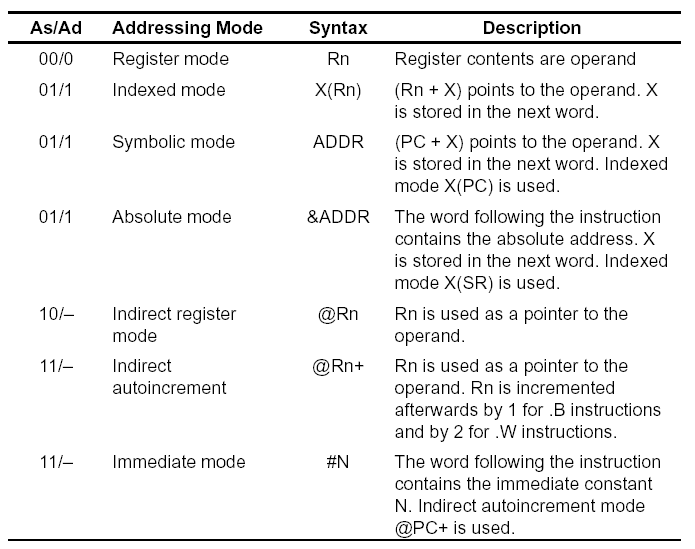 As/Ad Addressing Mode Syntax Description
00/0 Register mode Rn Register contents are operand
01/1 Indexed mode X(Rn) (Rn + X) points to the operand. X
is stored in the next word.
01/1 Symbolic mode ADDR (PC + X) points to the operand. X
is stored in the next word. Indexed
mode X(PC) is used.
01/1 Absolute mode &ADDR The word following the instruction
contains the absolute address. X
is stored in the next word. Indexed
mode X(SR) is used.
10/– Indirect register @Rn Rn is used as a pointer to the
mode operand.
11/– Indirect @Rn+ Rn is used as a pointer to the
autoincrement operand. Rn is incremented
afterwards by 1 for .B instructions
and by 2 for .W instructions.
11/– Immediate mode #N The word following the instruction
contains the immediate constant
N. Indirect autoincrement mode
@PC+ is used.